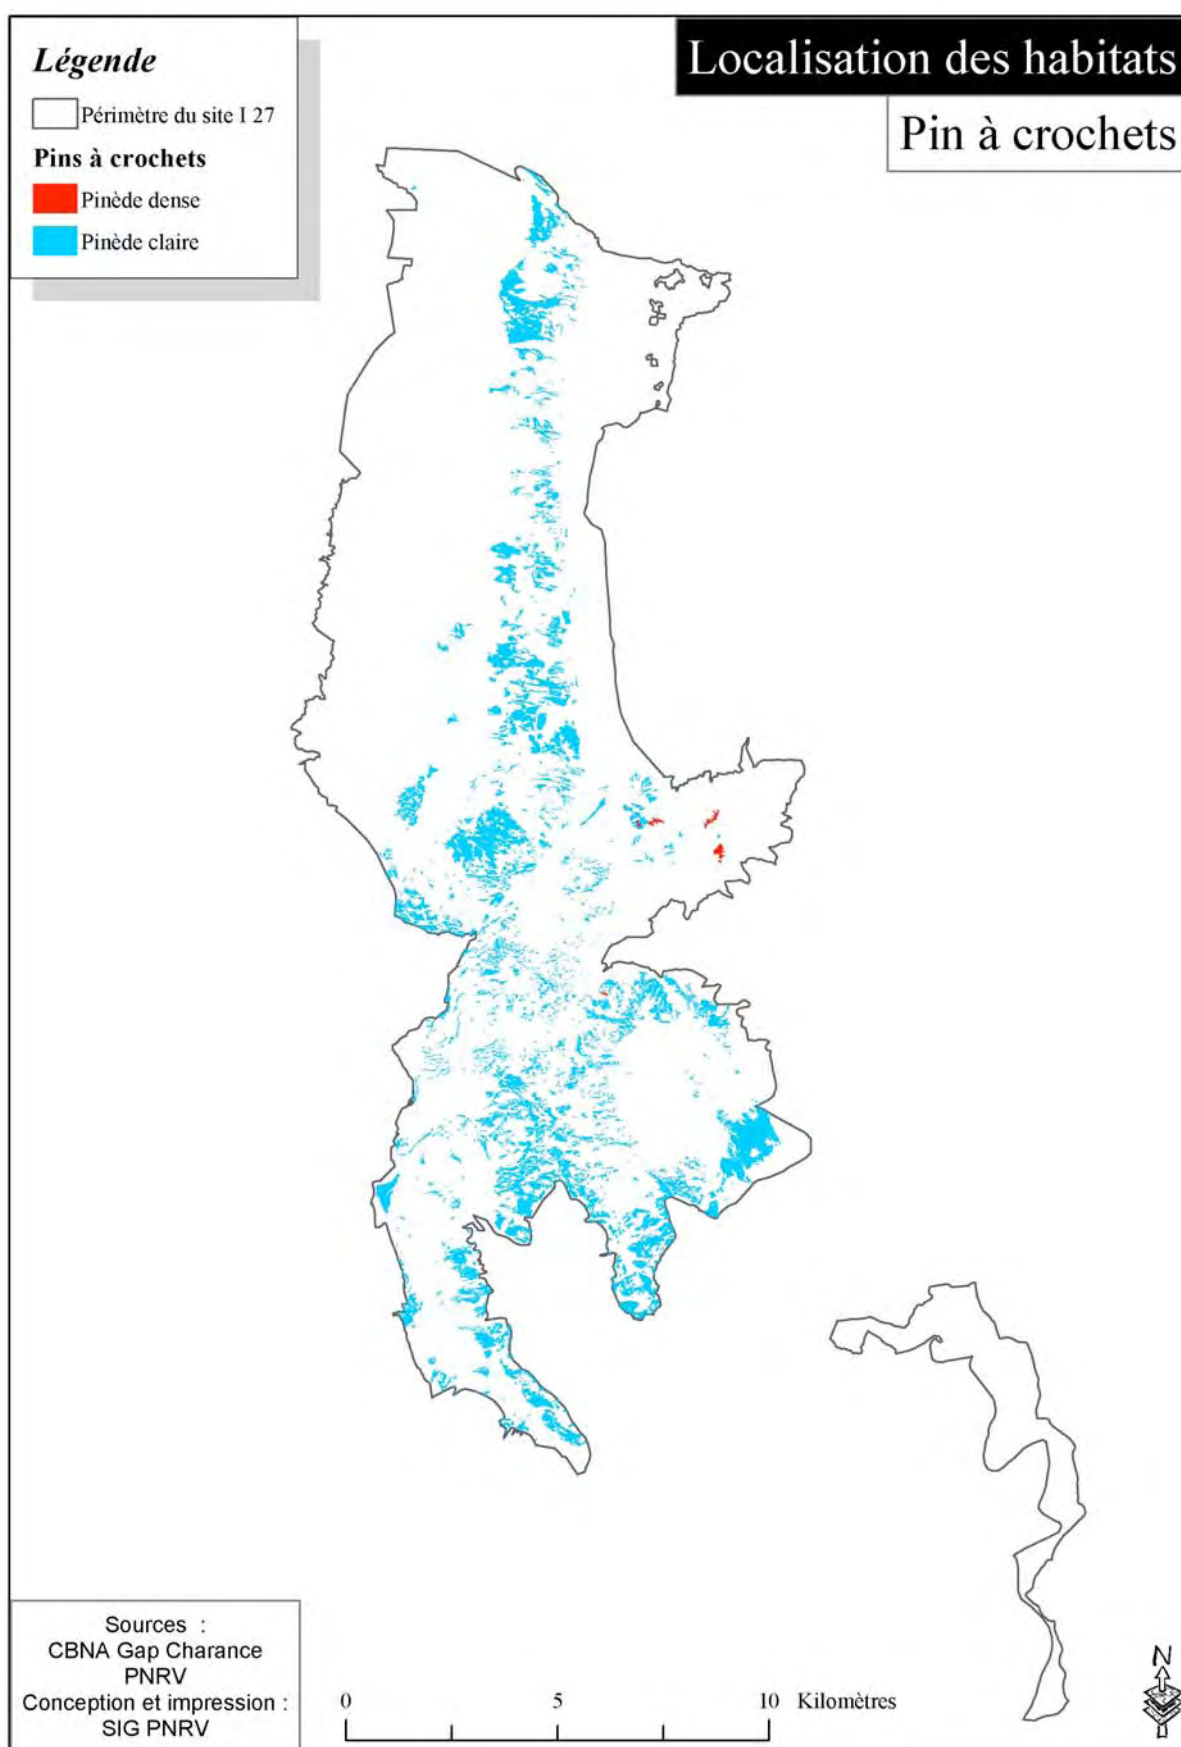 Légende
Périmètre du site I 27
Pins à crochets
Pinède dense
Pinède claire
Localisation des habitats
Pin à crochets
Sources :
CBNA Gap Charance
PNRV
Conception et impression :
SIG PNRV
0 5 10 Kilomètres
N